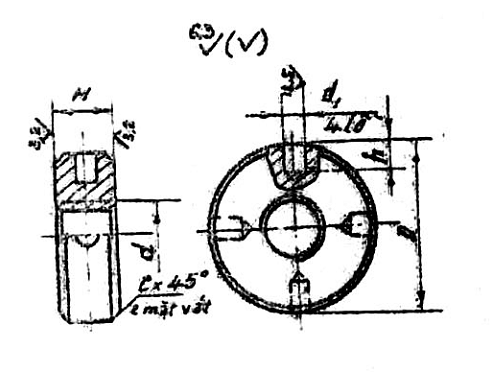 6,3
√(√)
H
3,2
3,2
d₁
4 lỗ
h
D
d
C × 45°
2 mặt vát